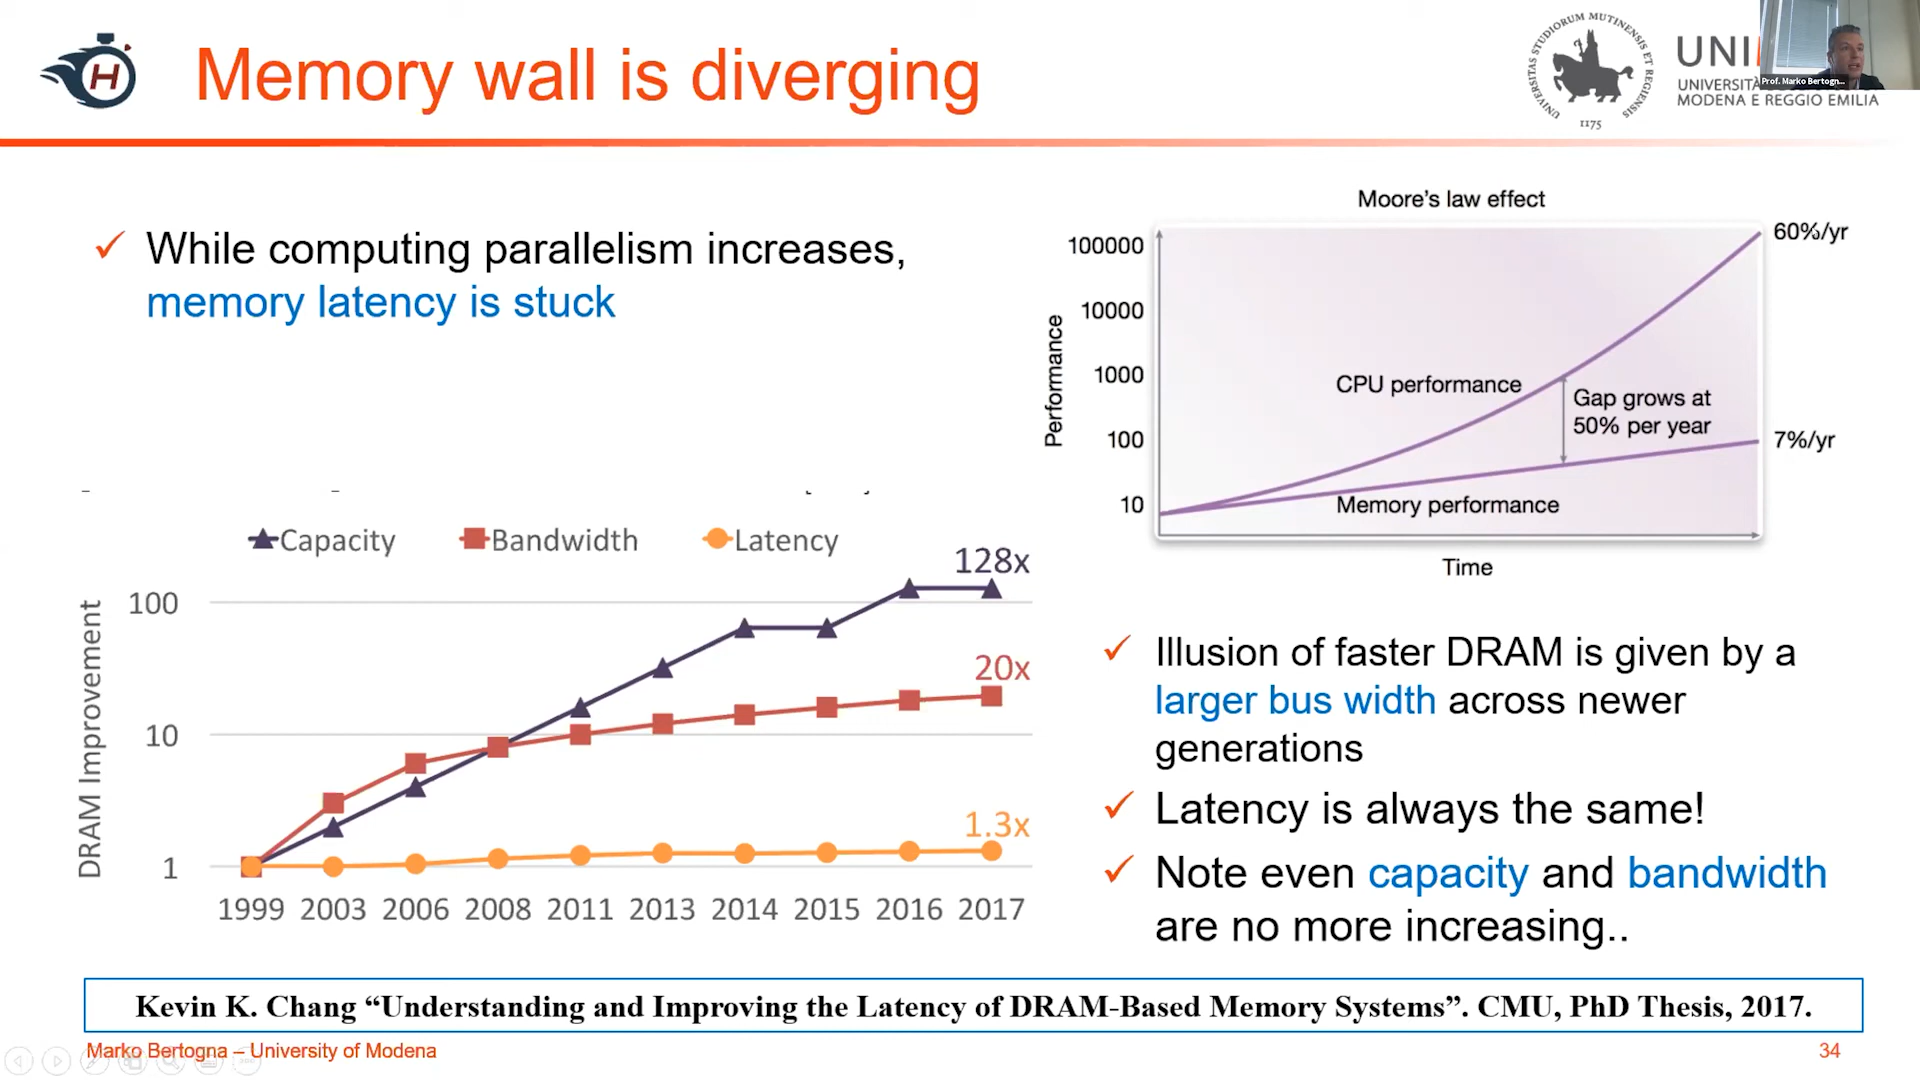 Memory wall is diverging
H
STUDIORUM MUTINENSIS ET REGIENSIS
UNIVERSITAS
1175
UNI
UNIVERSITÀ
MODENA E REGGIO EMILIA
Prof. Marko Bertogn...
✓ While computing parallelism increases,
memory latency is stuck
Moore's law effect
100000
10000
1000
100
10
Performance
60%/yr
CPU performance
Gap grows at
50% per year
7%/yr
Memory performance
Time
Capacity
Bandwidth
Latency
128x
20x
1.3x
DRAM Improvement
100
10
1
1999 2003 2006 2008 2011 2013 2014 2015 2016 2017
✓ Illusion of faster DRAM is given by a
larger bus width across newer
generations
✓ Latency is always the same!
✓ Note even capacity and bandwidth
are no more increasing..
Kevin K. Chang “Understanding and Improving the Latency of DRAM-Based Memory Systems”. CMU, PhD Thesis, 2017.
Marko Bertogna – University of Modena
34